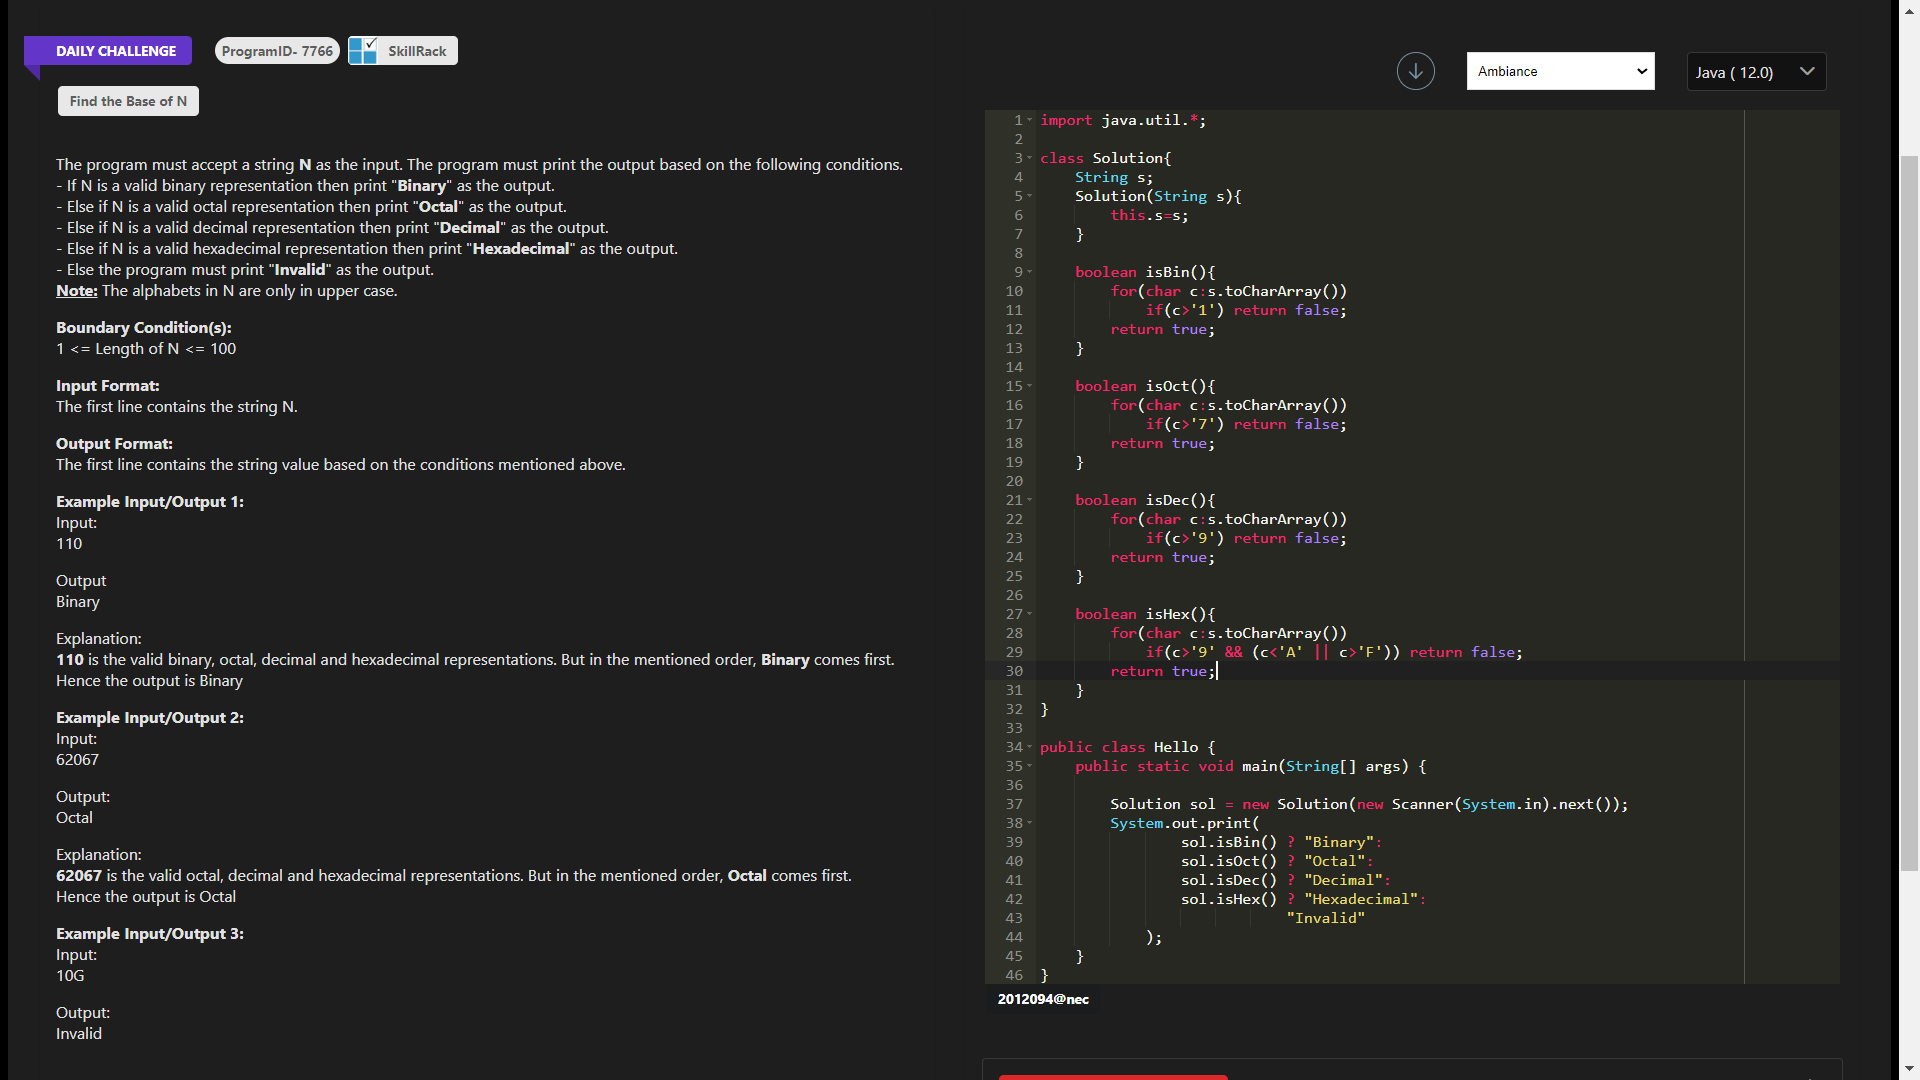 DAILY CHALLENGE
ProgramID- 7766
SkillRack
Find the Base of N
The program must accept a string N as the input. The program must print the output based on the following conditions.
- If N is a valid binary representation then print "Binary" as the output.
- Else if N is a valid octal representation then print "Octal" as the output.
- Else if N is a valid decimal representation then print "Decimal" as the output.
- Else if N is a valid hexadecimal representation then print "Hexadecimal" as the output.
- Else the program must print "Invalid" as the output.
Note: The alphabets in N are only in upper case.
Boundary Condition(s):
1 <= Length of N <= 100
Input Format:
The first line contains the string N.
Output Format:
The first line contains the string value based on the conditions mentioned above.
Example Input/Output 1:
Input:
110
Output
Binary
Explanation:
110 is the valid binary, octal, decimal and hexadecimal representations. But in the mentioned order, Binary comes first.
Hence the output is Binary
Example Input/Output 2:
Input:
62067
Output:
Octal
Explanation:
62067 is the valid octal, decimal and hexadecimal representations. But in the mentioned order, Octal comes first.
Hence the output is Octal
Example Input/Output 3:
Input:
10G
Output:
Invalid
Ambiance
Java ( 12.0)
1 import java.util.*;
2
3 class Solution{
4 String s;
5 Solution(String s){
6 this.s=s;
7 }
8
9 boolean isBin(){
10 for(char c:s.toCharArray())
11 if(c>'1') return false;
12 return true;
13 }
14
15 boolean isOct(){
16 for(char c:s.toCharArray())
17 if(c>'7') return false;
18 return true;
19 }
20
21 boolean isDec(){
22 for(char c:s.toCharArray())
23 if(c>'9') return false;
24 return true;
25 }
26
27 boolean isHex(){
28 for(char c:s.toCharArray())
29 if(c>'9' && (c<'A' || c>'F')) return false;
30 return true;
31 }
32 }
33
34 public class Hello {
35 public static void main(String[] args) {
36
37 Solution sol = new Solution(new Scanner(System.in).next());
38 System.out.print(
39 sol.isBin() ? "Binary":
40 sol.isOct() ? "Octal":
41 sol.isDec() ? "Decimal":
42 sol.isHex() ? "Hexadecimal":
43 "Invalid"
44 );
45 }
46 }
2012094@nec